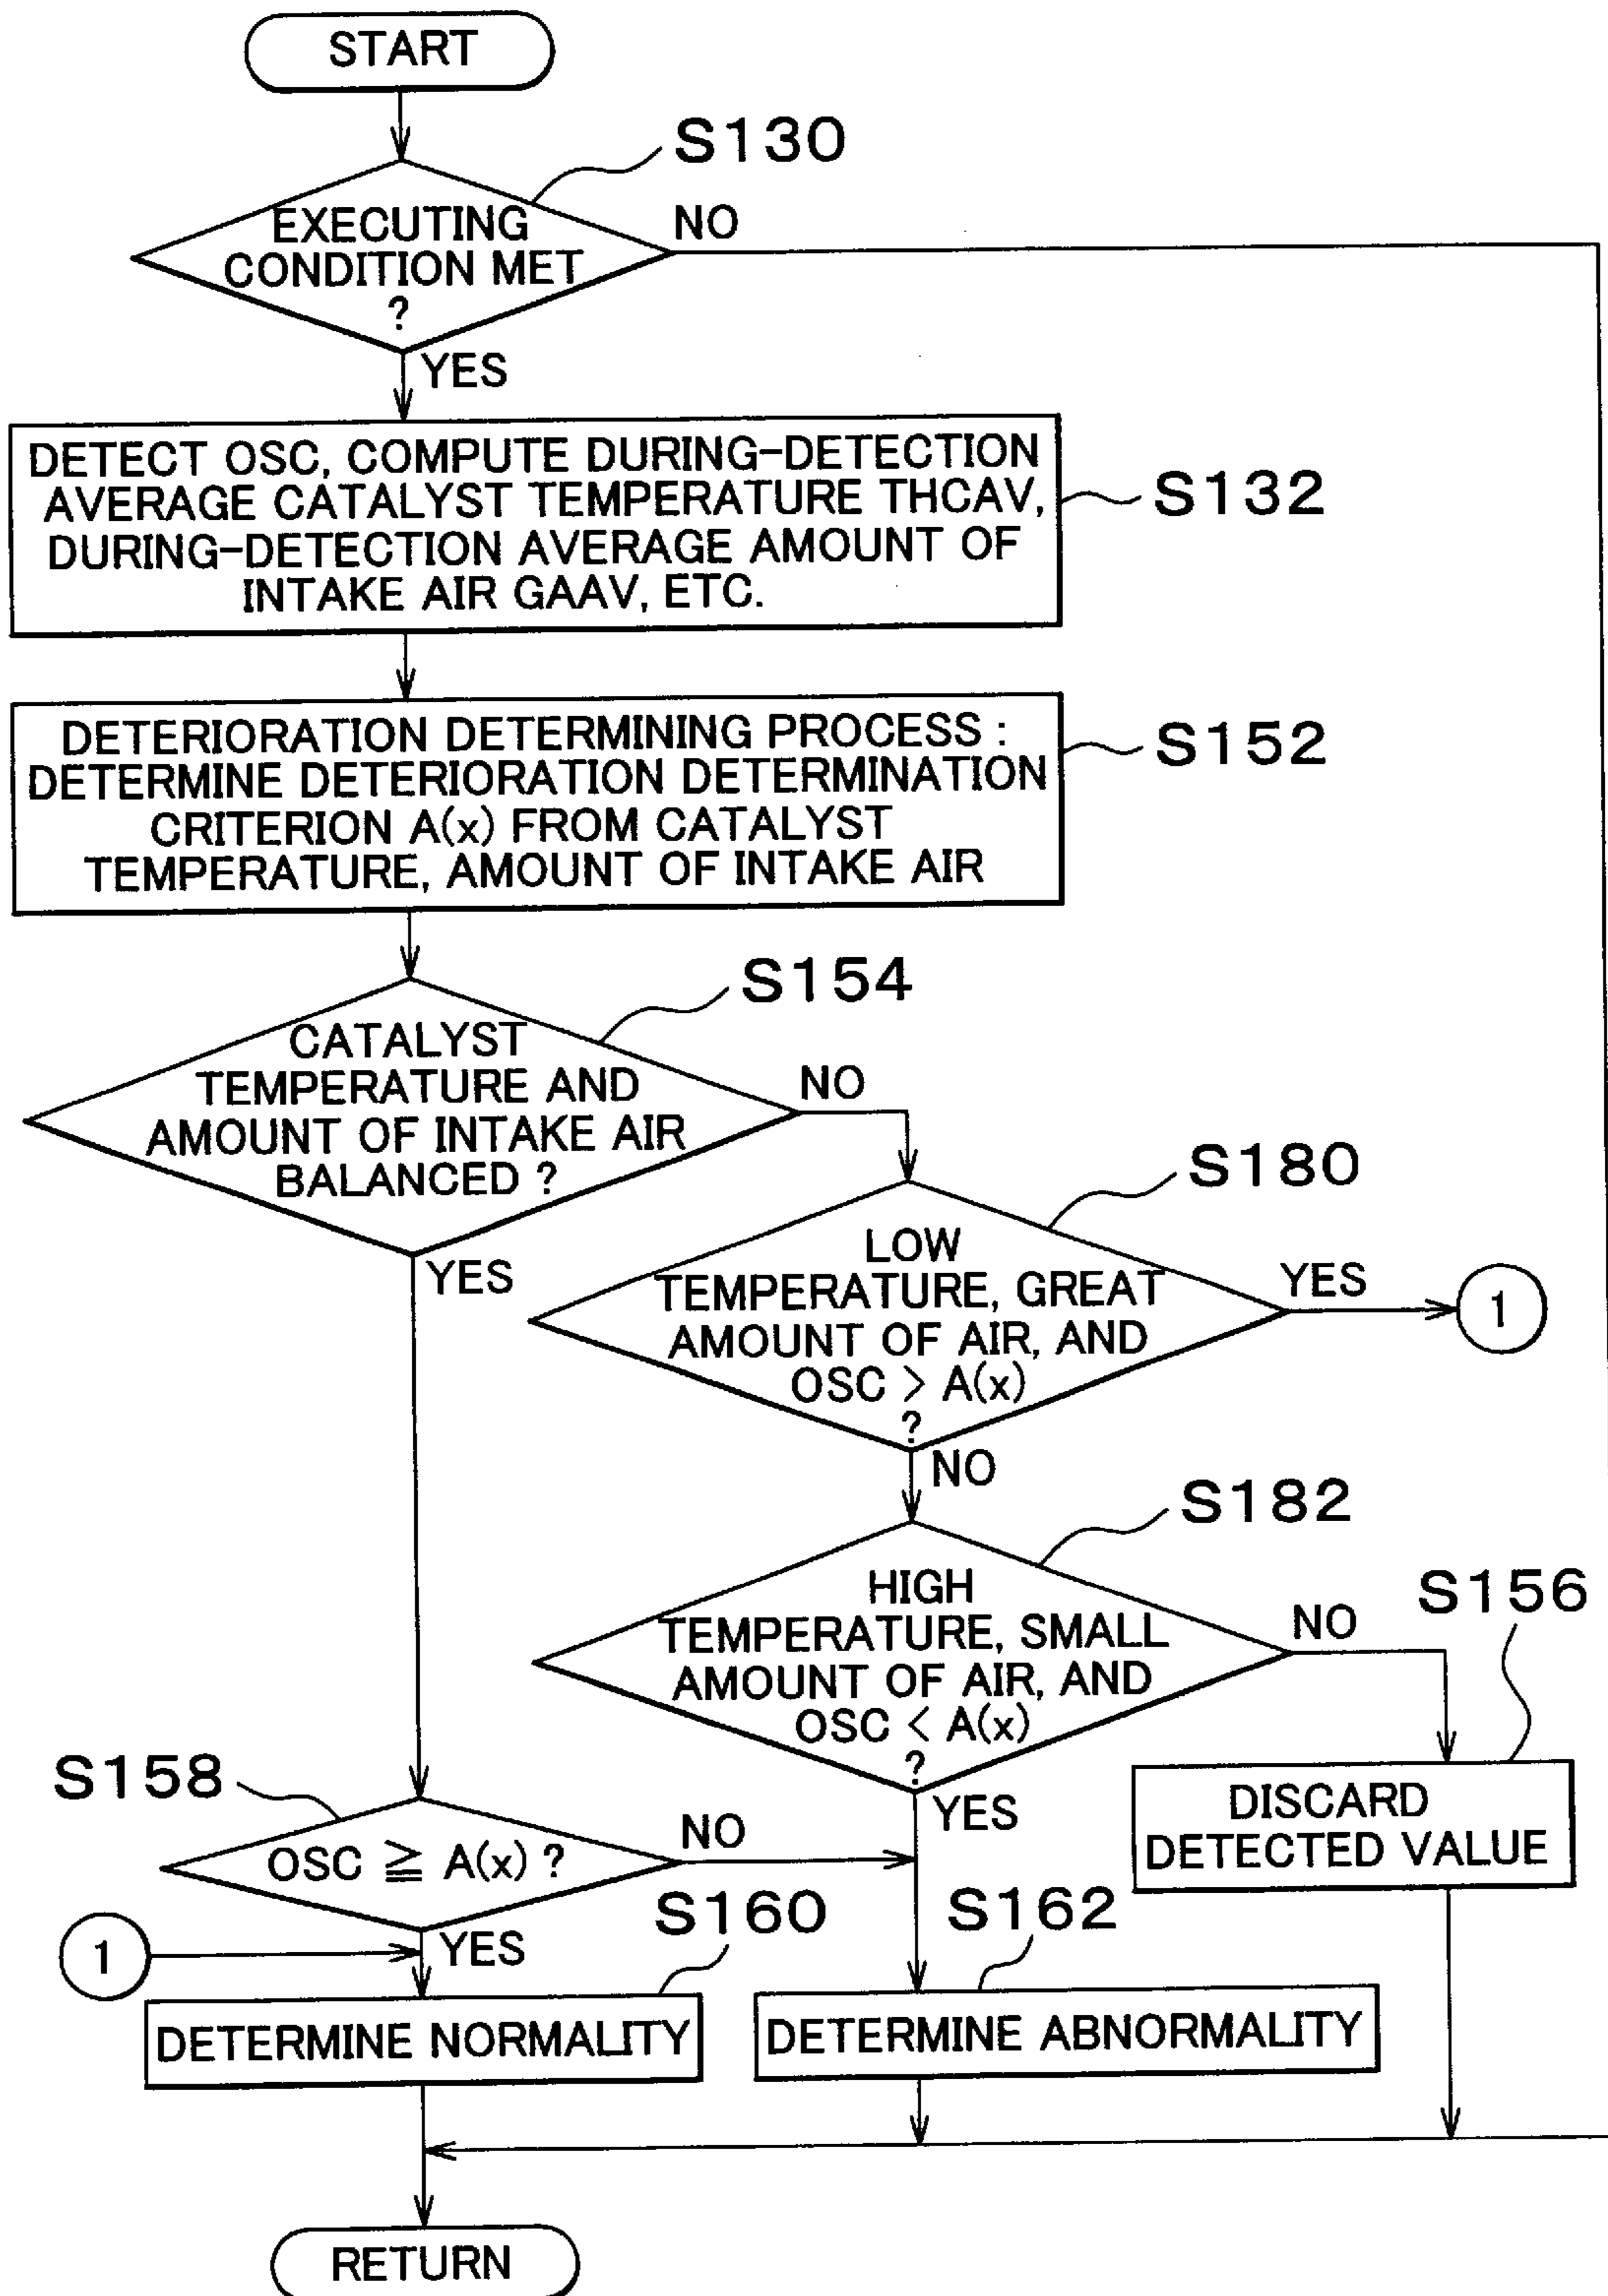 START
S130
EXECUTING
CONDITION MET
?
NO
YES
DETECT OSC, COMPUTE DURING-DETECTION
AVERAGE CATALYST TEMPERATURE THCAV,
DURING-DETECTION AVERAGE AMOUNT OF
INTAKE AIR GAAV, ETC.
S132
DETERIORATION DETERMINING PROCESS :
DETERMINE DETERIORATION DETERMINATION
CRITERION A(x) FROM CATALYST
TEMPERATURE, AMOUNT OF INTAKE AIR
S152
S154
CATALYST
TEMPERATURE AND
AMOUNT OF INTAKE AIR
BALANCED ?
NO
YES
S180
LOW
TEMPERATURE, GREAT
AMOUNT OF AIR, AND
OSC > A(x)
?
YES
1
NO
S182
HIGH
TEMPERATURE, SMALL
AMOUNT OF AIR, AND
OSC < A(x)
?
NO
YES
S156
DISCARD
DETECTED VALUE
S158
OSC ≧ A(x) ?
NO
1
YES
S160
DETERMINE NORMALITY
S162
DETERMINE ABNORMALITY
RETURN